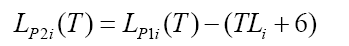 L_{P2i}(T) = L_{P1i}(T) − (TL_i + 6)